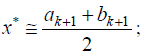 x* ≅ (a_{k+1} + b_{k+1}) / 2 ;